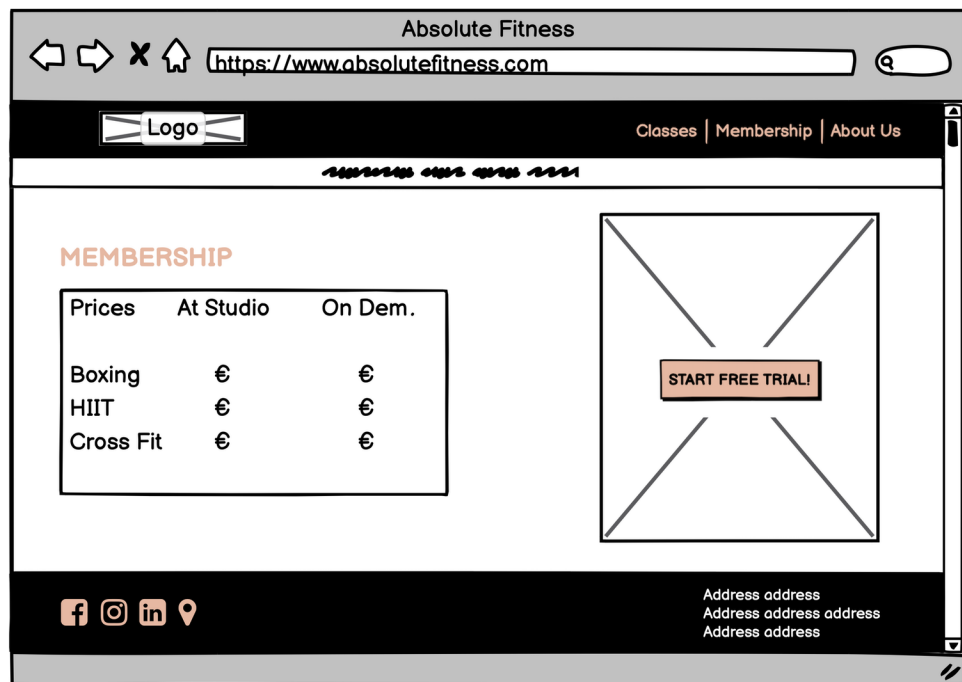 Absolute Fitness
https://www.absolutefitness.com
Logo
Classes | Membership | About Us
MEMBERSHIP
Prices At Studio On Dem.
Boxing € €
HIIT € €
Cross Fit € €
START FREE TRIAL!
Address address
Address address address
Address address